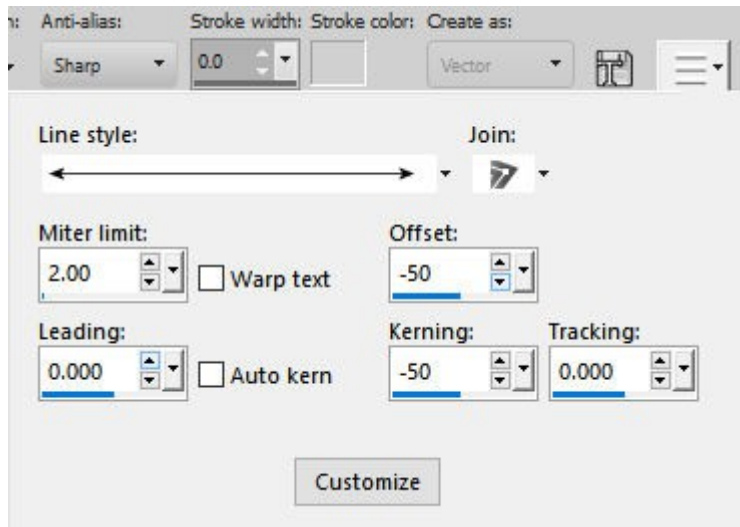 n: Anti-alias: Stroke width: Stroke color: Create as:
Sharp 0.0 Vector
Line style: Join:
Miter limit: Offset:
2.00 Warp text -50
Leading: Kerning: Tracking:
0.000 Auto kern -50 0.000
Customize